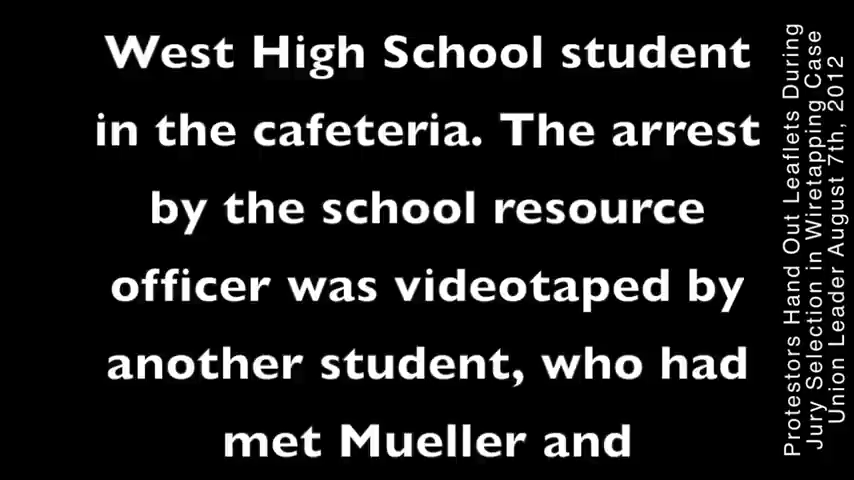 West High School student
in the cafeteria. The arrest
by the school resource
officer was videotaped by
another student, who had
met Mueller and
Protestors Hand Out Leaflets During
Jury Selection in Wiretapping Case
Union Leader August 7th, 2012